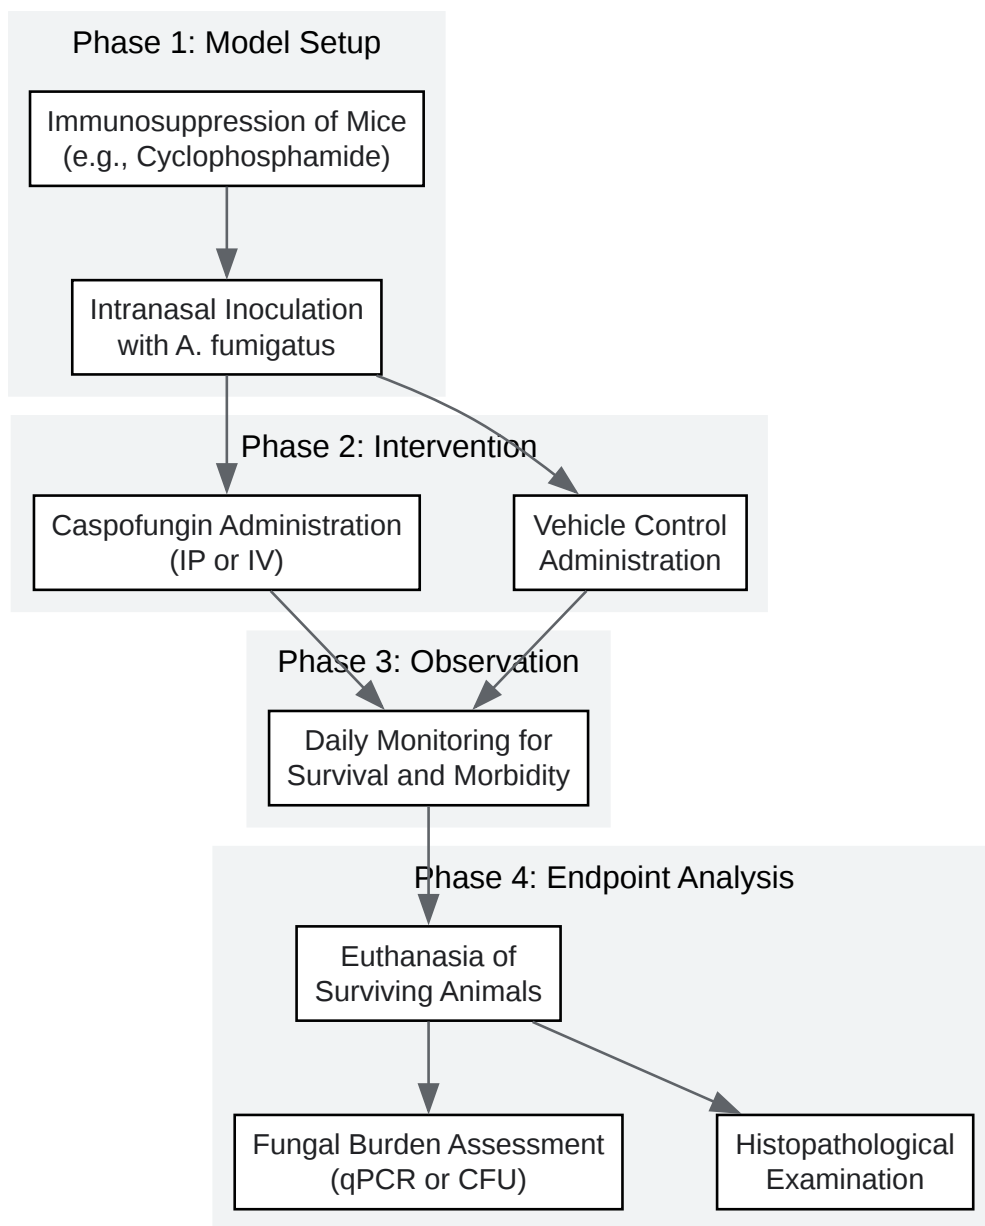 Phase 1: Model Setup
Immunosuppression of Mice
(e.g., Cyclophosphamide)
Intranasal Inoculation
with A. fumigatus
Phase 2: Intervention
Caspofungin Administration
(IP or IV)
Vehicle Control
Administration
Phase 3: Observation
Daily Monitoring for
Survival and Morbidity
Phase 4: Endpoint Analysis
Euthanasia of
Surviving Animals
Fungal Burden Assessment
(qPCR or CFU)
Histopathological
Examination